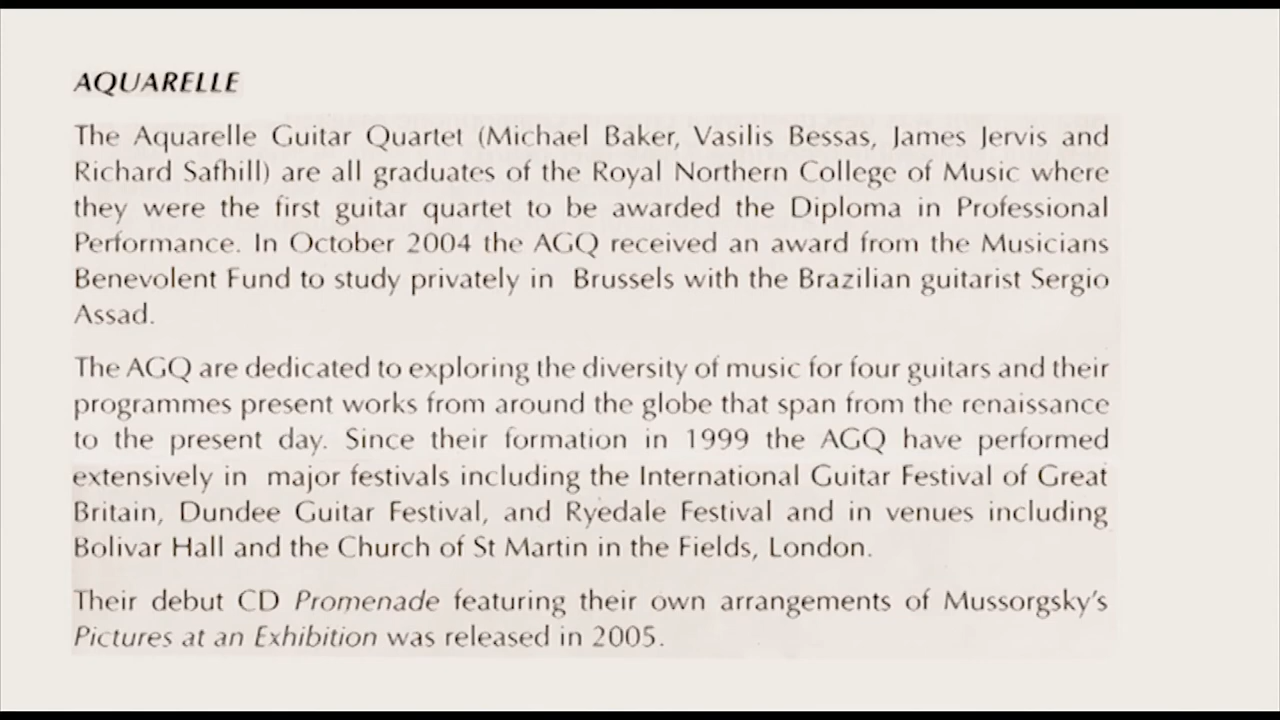 AQUARELLE
The Aquarelle Guitar Quartet (Michael Baker, Vasilis Bessas, James Jervis and
Richard Safhill) are all graduates of the Royal Northern College of Music where
they were the first guitar quartet to be awarded the Diploma in Professional
Performance. In October 2004 the AGQ received an award from the Musicians
Benevolent Fund to study privately in Brussels with the Brazilian guitarist Sergio
Assad.
The AGQ are dedicated to exploring the diversity of music for four guitars and their
programmes present works from around the globe that span from the renaissance
to the present day. Since their formation in 1999 the AGQ have performed
extensively in major festivals including the International Guitar Festival of Great
Britain, Dundee Guitar Festival, and Ryedale Festival and in venues including
Bolivar Hall and the Church of St Martin in the Fields, London.
Their debut CD Promenade featuring their own arrangements of Mussorgsky's
Pictures at an Exhibition was released in 2005.